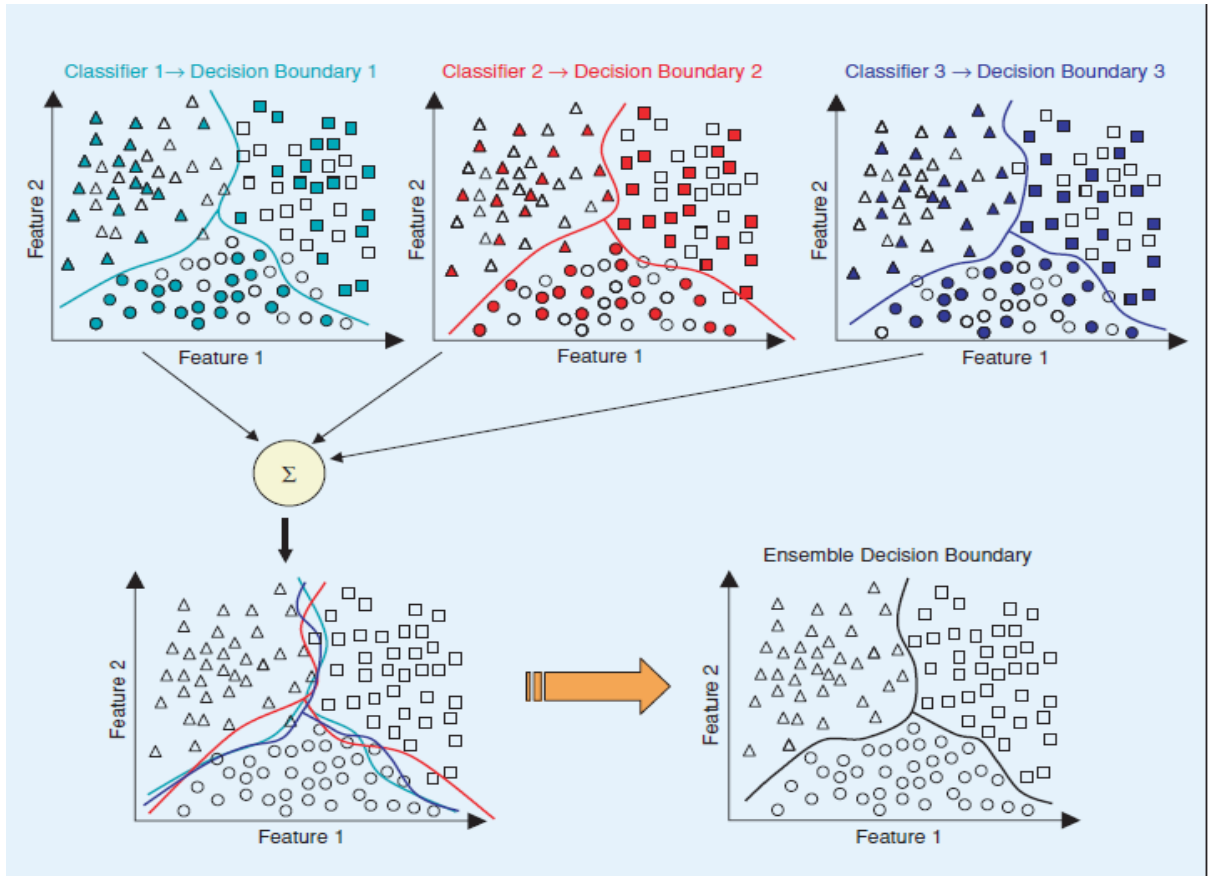 Classifier 1→ Decision Boundary 1
Classifier 2 → Decision Boundary 2
Classifier 3 → Decision Boundary 3
Feature 2
Feature 1
Feature 2
Feature 1
Feature 2
Feature 1
Σ
Ensemble Decision Boundary
Feature 2
Feature 1
Feature 2
Feature 1